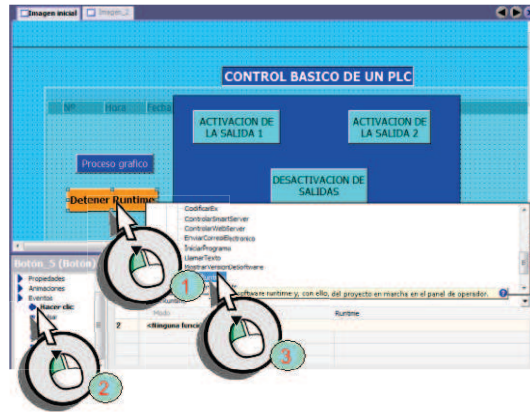 Imagen inicial
Imagen_2
CONTROL BASICO DE UN PLC
Nº Hora Fecha
ACTIVACION DE
LA SALIDA 1
ACTIVACION DE
LA SALIDA 2
Proceso grafico
DESACTIVACION DE
SALIDAS
Detener Runtime
CodificarEx
ControlarSmartServer
ControlarWebServer
EnviarCorreoElectronico
IniciarPrograma
LlamarTexto
MostrarVersionDeSoftware
software runtime y, con ello, del proyecto en marcha en el panel de operador.
Botón_5 (Botón)
Propiedades
Animaciones
Eventos
Hacer clic
Modo
Runtime
2 <Ninguna
1
2
3